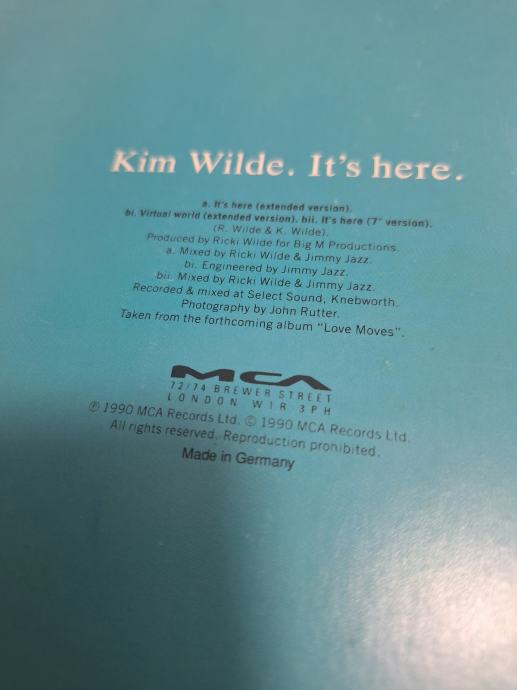 Kim Wilde. It's here.
a. It's here (extended version).
bi. Virtual world (extended version). bii. It's here (7" version).
(R. Wilde & K. Wilde).
Produced by Ricki Wilde for Big M Productions.
a. Mixed by Ricki Wilde & Jimmy Jazz.
bi. Engineered by Jimmy Jazz.
bii. Mixed by Ricki Wilde & Jimmy Jazz.
Recorded & mixed at Select Sound, Knebworth.
Photography by John Rutter.
Taken from the forthcoming album "Love Moves".
MCA
72/74 BREWER STREET
LONDON W1R 3PH
℗ 1990 MCA Records Ltd. © 1990 MCA Records Ltd.
All rights reserved. Reproduction prohibited.
Made in Germany